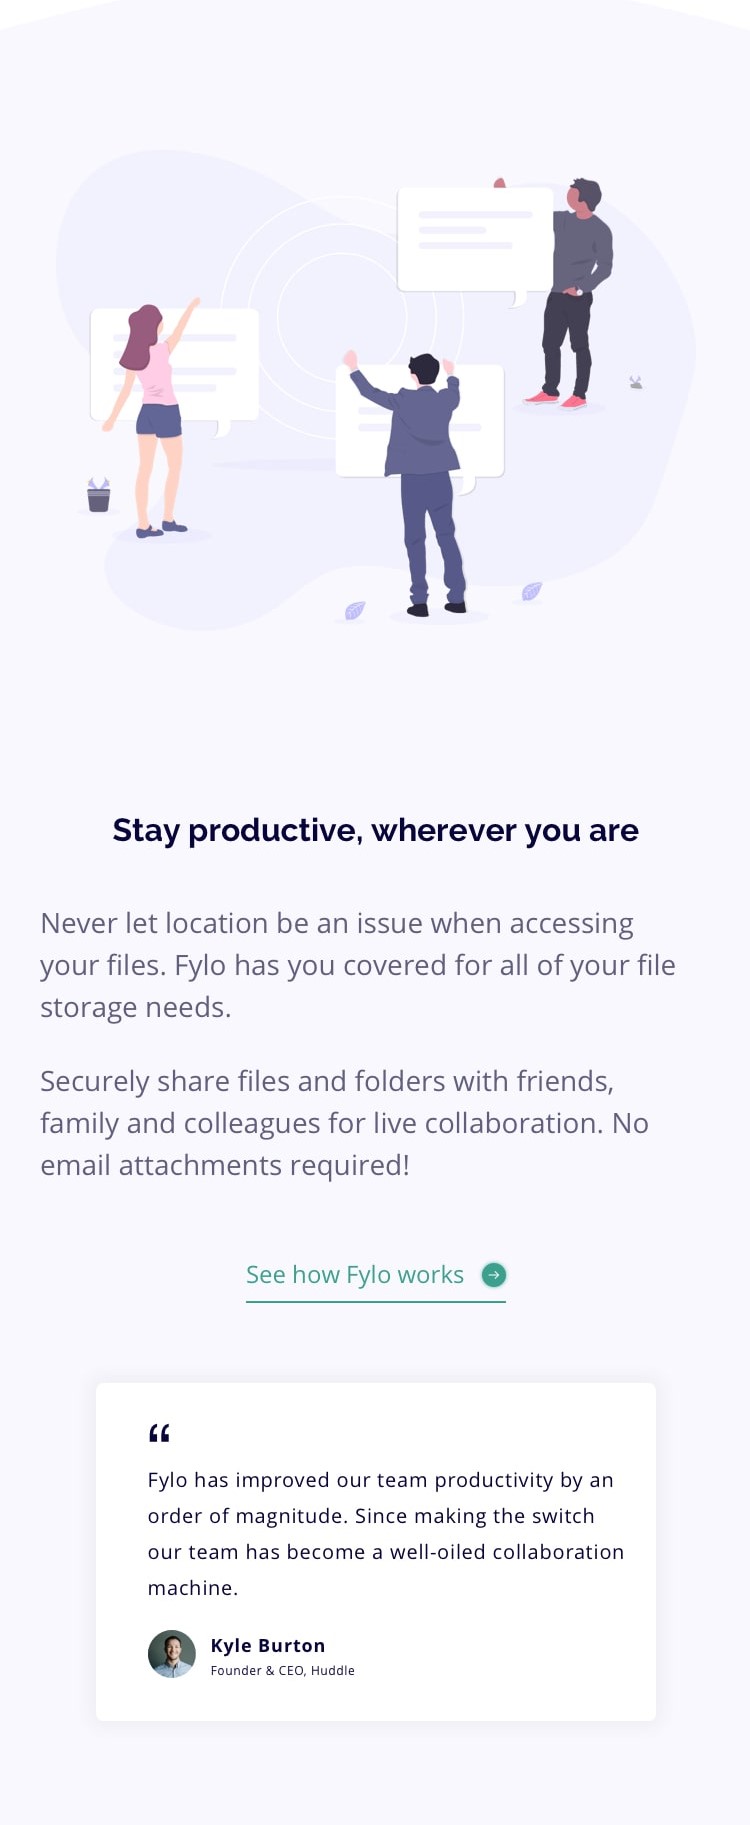 Stay productive, wherever you are
Never let location be an issue when accessing
your files. Fylo has you covered for all of your file
storage needs.
Securely share files and folders with friends,
family and colleagues for live collaboration. No
email attachments required!
See how Fylo works
“
Fylo has improved our team productivity by an
order of magnitude. Since making the switch
our team has become a well-oiled collaboration
machine.
Kyle Burton
Founder & CEO, Huddle